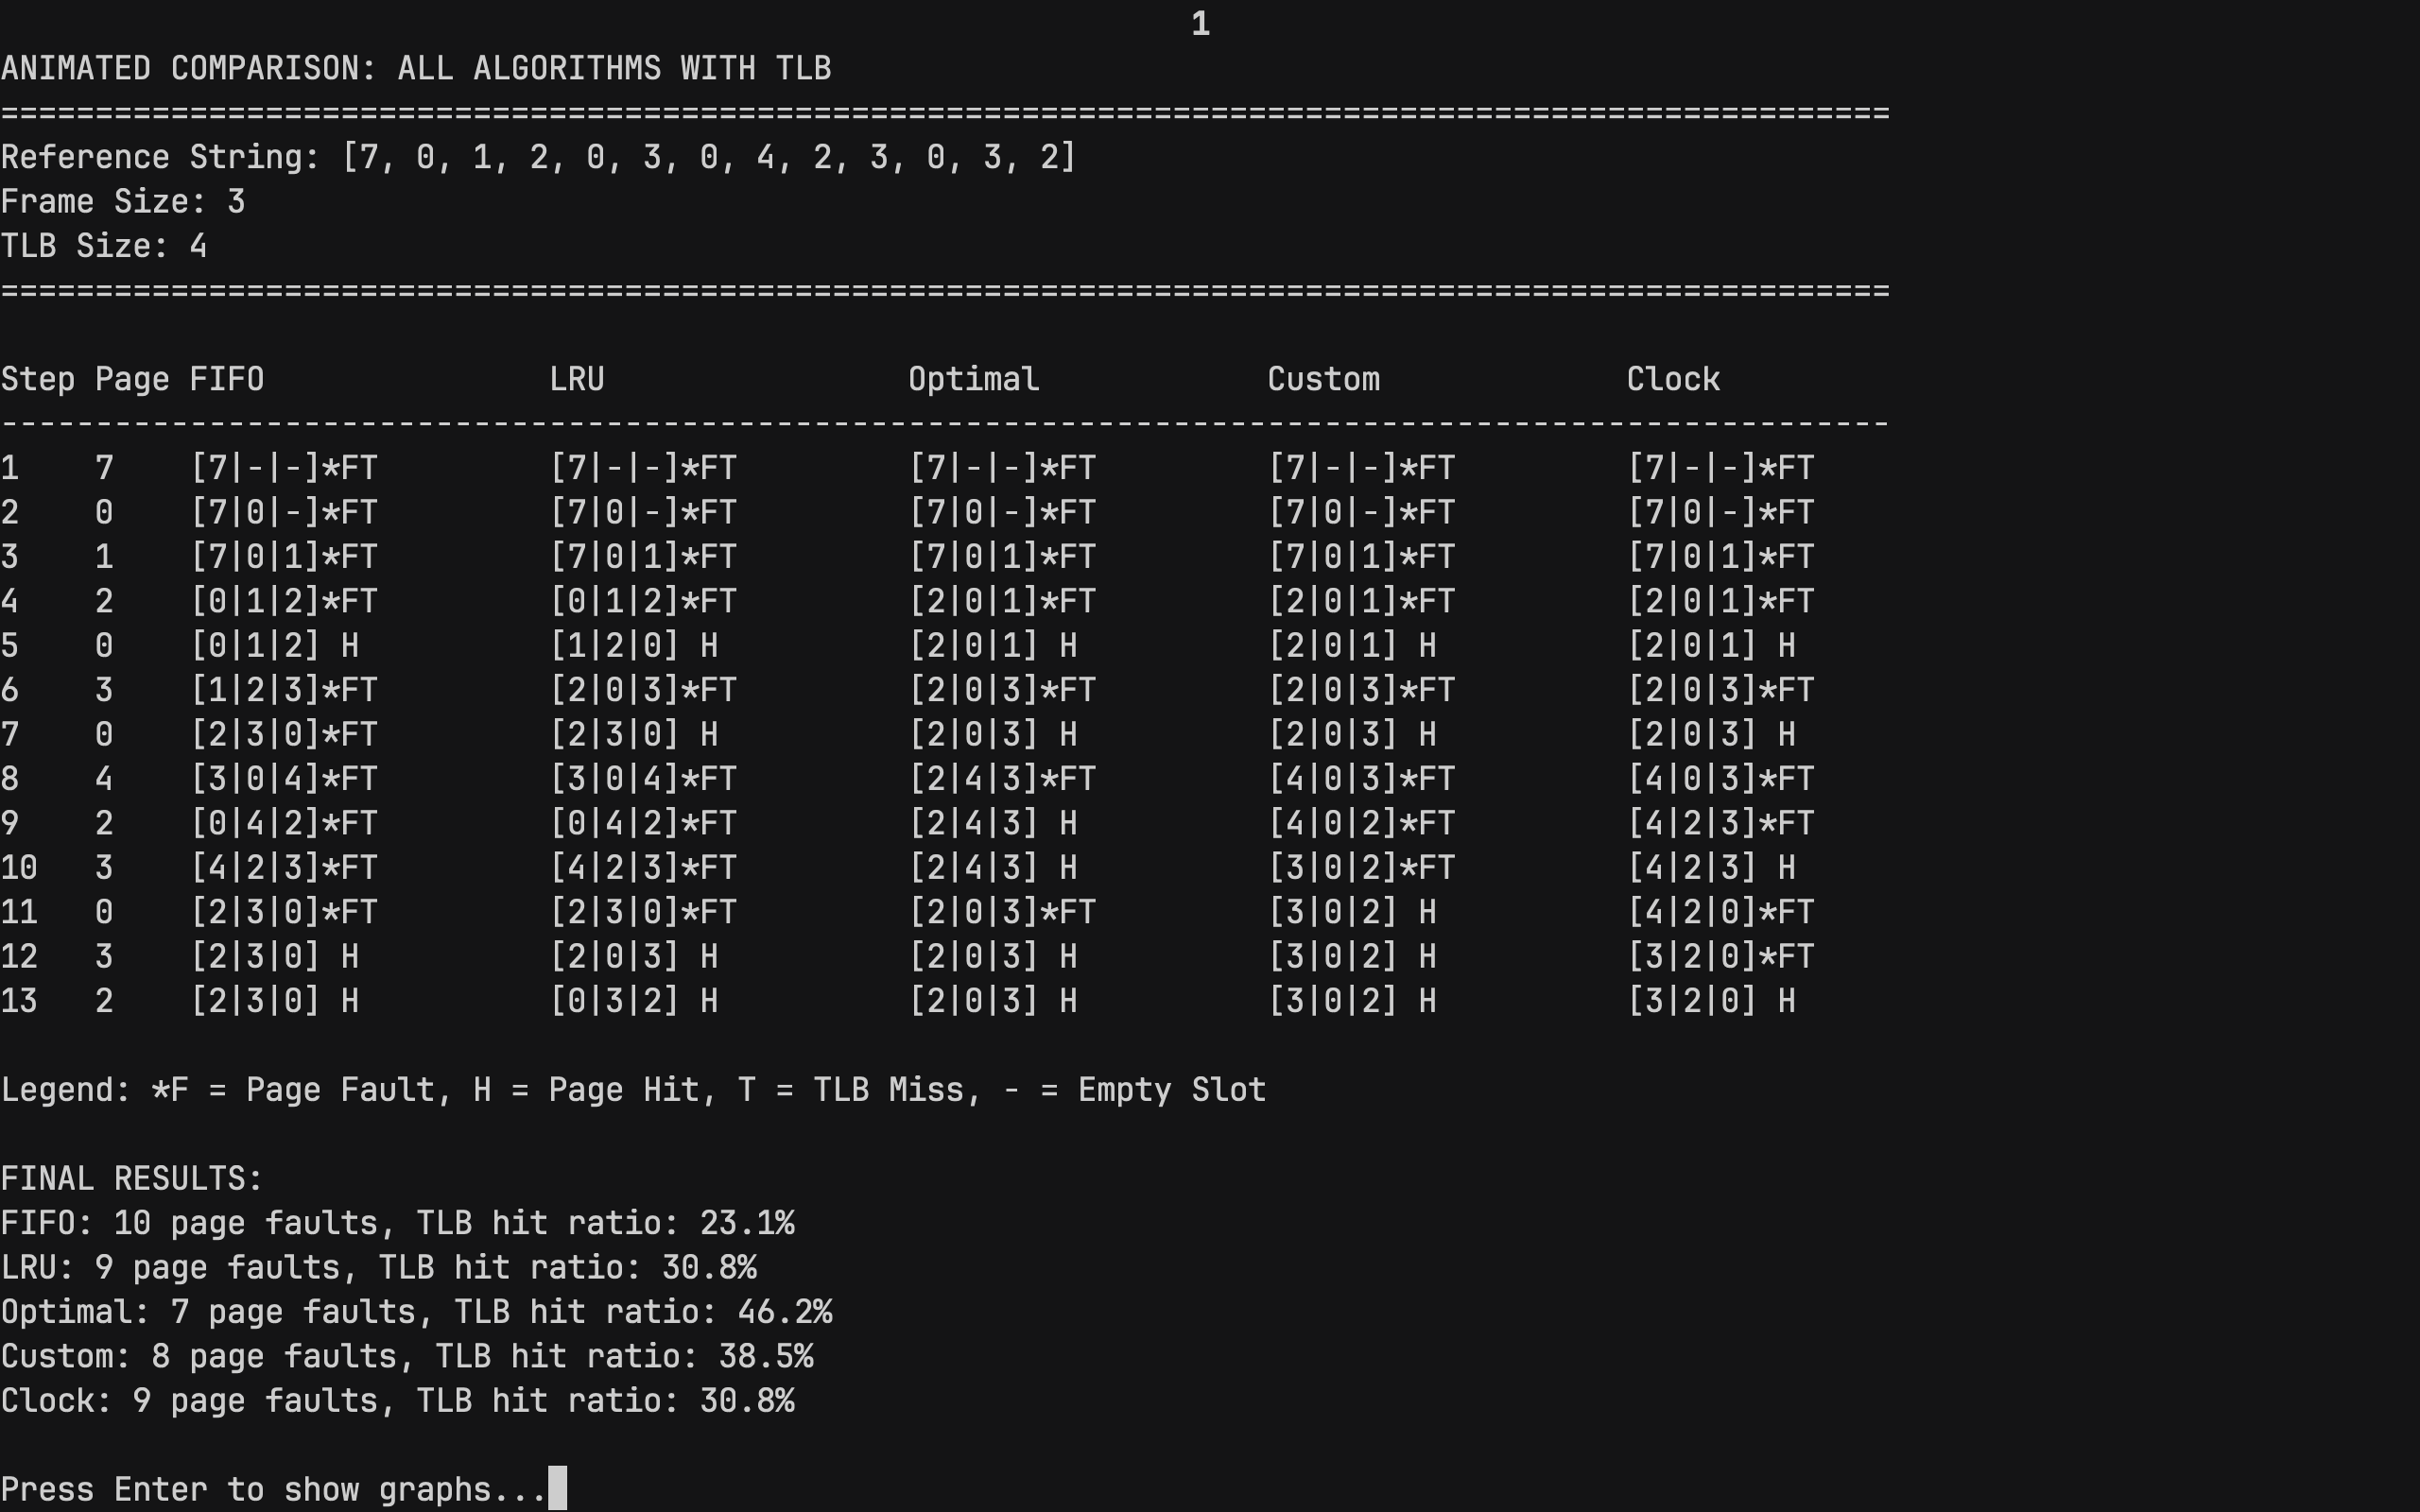 1
ANIMATED COMPARISON: ALL ALGORITHMS WITH TLB
====================================================================================================
Reference String: [7, 0, 1, 2, 0, 3, 0, 4, 2, 3, 0, 3, 2]
Frame Size: 3
TLB Size: 4
====================================================================================================
Step Page FIFO               LRU                Optimal            Custom             Clock
----------------------------------------------------------------------------------------------------
1    7    [7|-|-]*FT         [7|-|-]*FT         [7|-|-]*FT         [7|-|-]*FT         [7|-|-]*FT
2    0    [7|0|-]*FT         [7|0|-]*FT         [7|0|-]*FT         [7|0|-]*FT         [7|0|-]*FT
3    1    [7|0|1]*FT         [7|0|1]*FT         [7|0|1]*FT         [7|0|1]*FT         [7|0|1]*FT
4    2    [0|1|2]*FT         [0|1|2]*FT         [2|0|1]*FT         [2|0|1]*FT         [2|0|1]*FT
5    0    [0|1|2] H          [1|2|0] H          [2|0|1] H          [2|0|1] H          [2|0|1] H
6    3    [1|2|3]*FT         [2|0|3]*FT         [2|0|3]*FT         [2|0|3]*FT         [2|0|3]*FT
7    0    [2|3|0]*FT         [2|3|0] H          [2|0|3] H          [2|0|3] H          [2|0|3] H
8    4    [3|0|4]*FT         [3|0|4]*FT         [2|4|3]*FT         [4|0|3]*FT         [4|0|3]*FT
9    2    [0|4|2]*FT         [0|4|2]*FT         [2|4|3] H          [4|0|2]*FT         [4|2|3]*FT
10   3    [4|2|3]*FT         [4|2|3]*FT         [2|4|3] H          [3|0|2]*FT         [4|2|3] H
11   0    [2|3|0]*FT         [2|3|0]*FT         [2|0|3]*FT         [3|0|2] H          [4|2|0]*FT
12   3    [2|3|0] H          [2|0|3] H          [2|0|3] H          [3|0|2] H          [3|2|0]*FT
13   2    [2|3|0] H          [0|3|2] H          [2|0|3] H          [3|0|2] H          [3|2|0] H
Legend: *F = Page Fault, H = Page Hit, T = TLB Miss, - = Empty Slot
FINAL RESULTS:
FIFO: 10 page faults, TLB hit ratio: 23.1%
LRU: 9 page faults, TLB hit ratio: 30.8%
Optimal: 7 page faults, TLB hit ratio: 46.2%
Custom: 8 page faults, TLB hit ratio: 38.5%
Clock: 9 page faults, TLB hit ratio: 30.8%
Press Enter to show graphs...